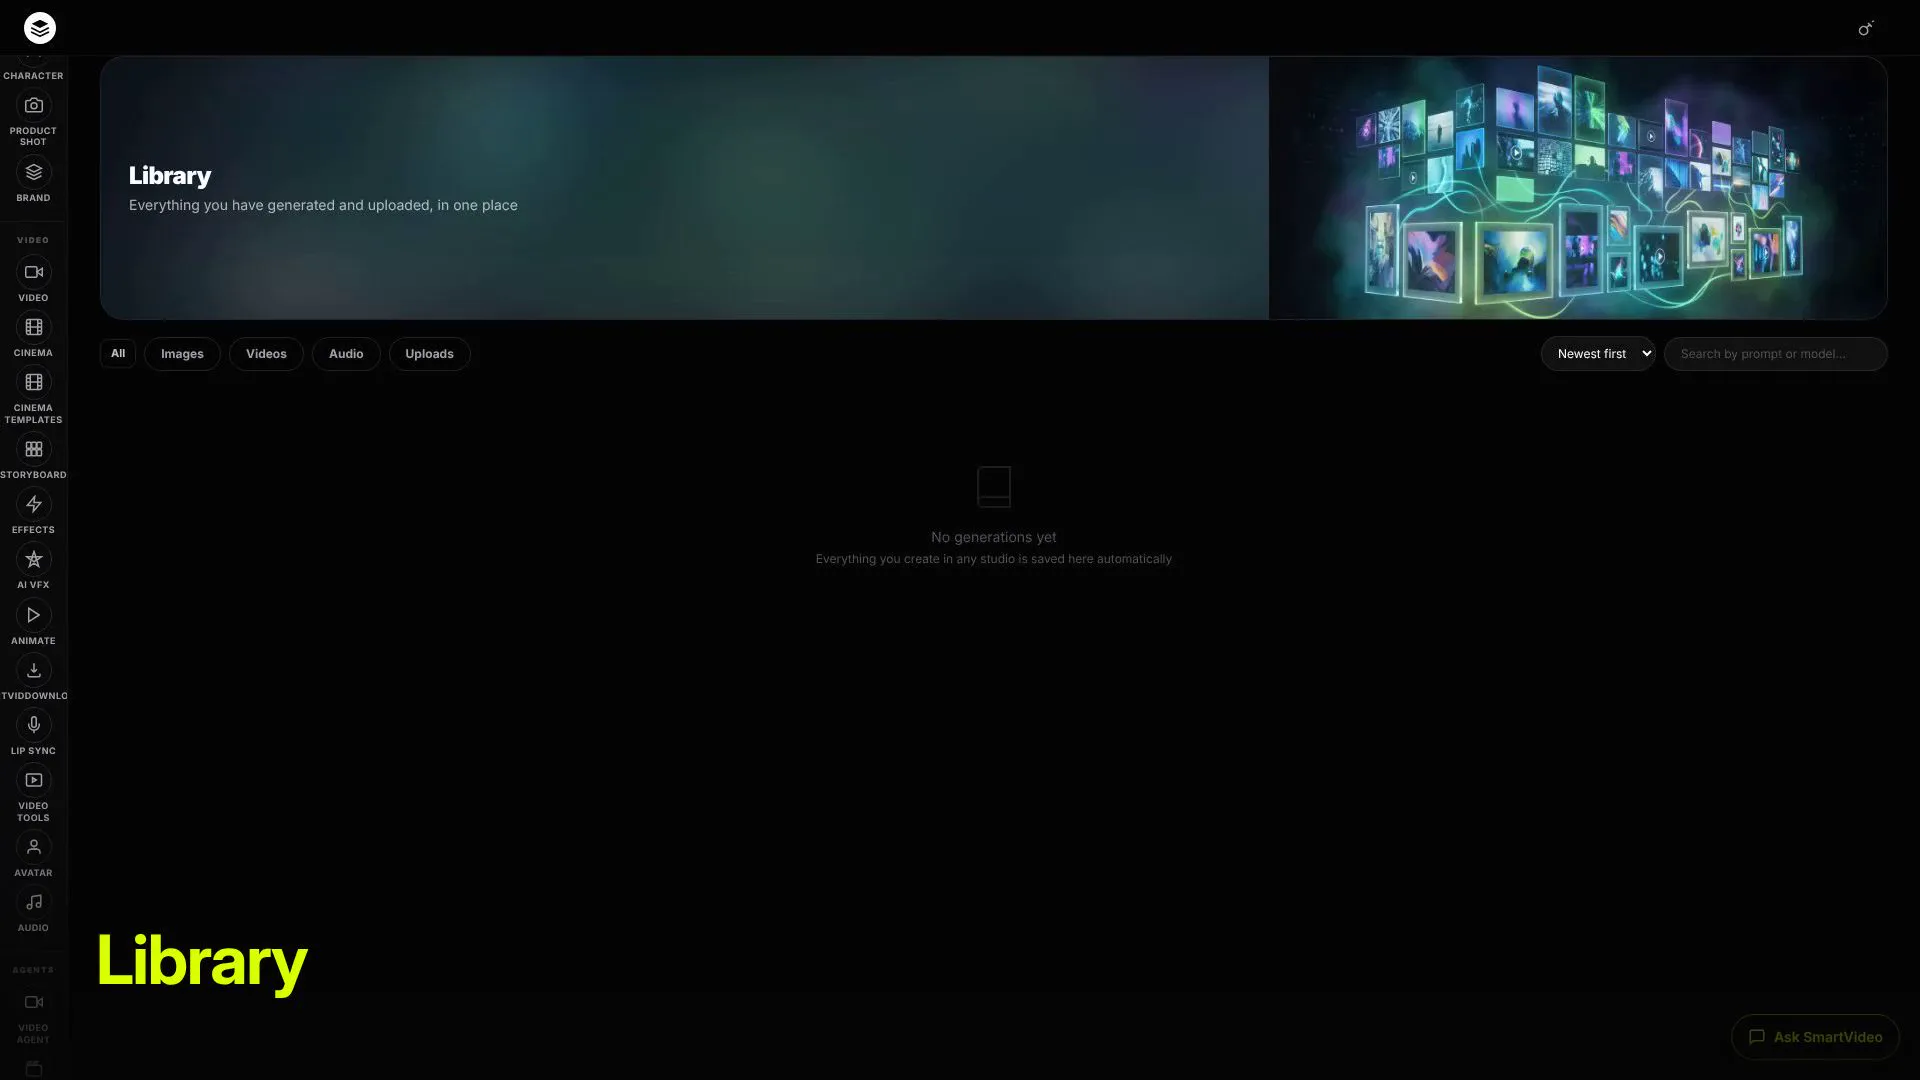 CHARACTER
PRODUCT
SHOT
BRAND
VIDEO
VIDEO
CINEMA
CINEMA
TEMPLATES
STORYBOARD
EFFECTS
AI VFX
ANIMATE
TVIDDOWNLO
LIP SYNC
VIDEO
TOOLS
AVATAR
AUDIO
AGENTS
VIDEO
AGENT
Library
Everything you have generated and uploaded, in one place
All
Images
Videos
Audio
Uploads
Newest first
Search by prompt or model...
No generations yet
Everything you create in any studio is saved here automatically
Library
Ask SmartVideo